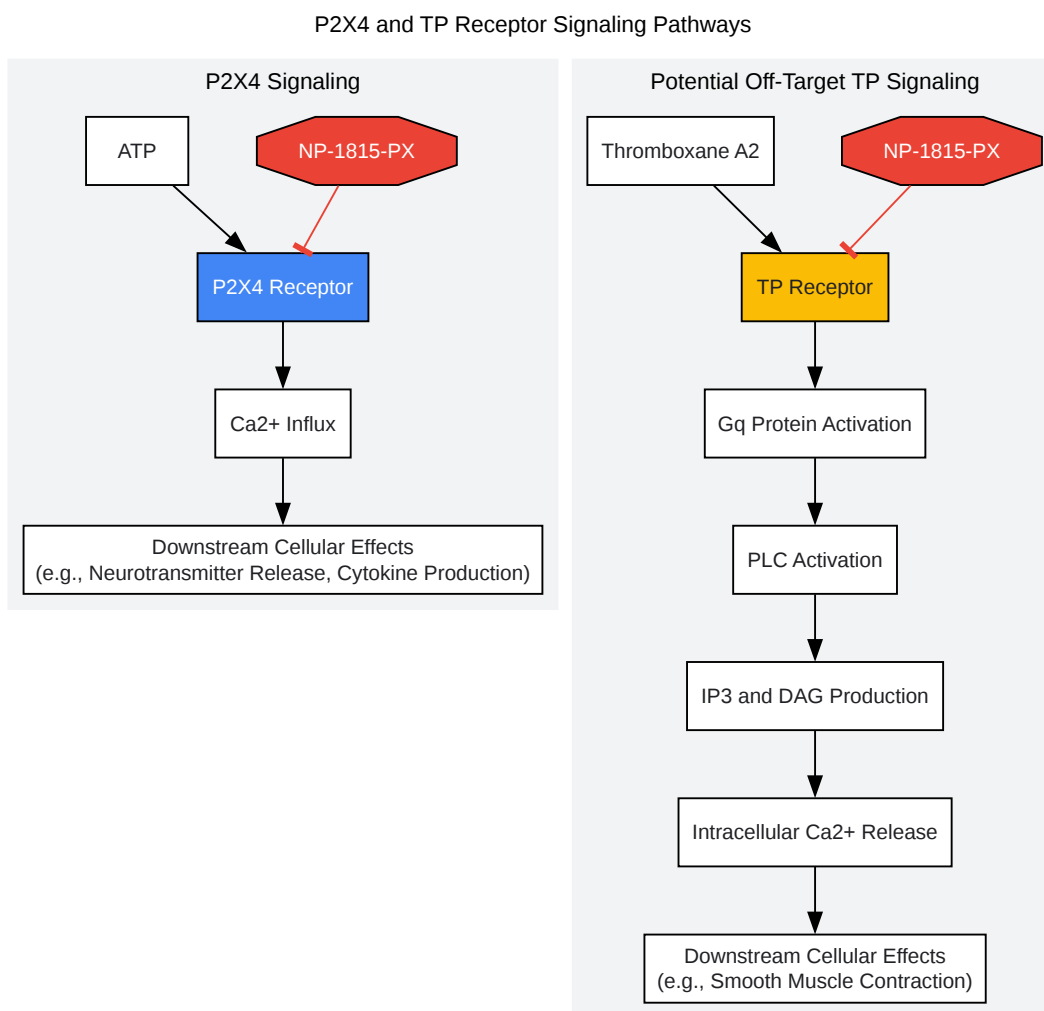 P2X4 and TP Receptor Signaling Pathways
P2X4 Signaling
ATP
NP-1815-PX
P2X4 Receptor
Ca2+ Influx
Downstream Cellular Effects
(e.g., Neurotransmitter Release, Cytokine Production)
Potential Off-Target TP Signaling
Thromboxane A2
NP-1815-PX
TP Receptor
Gq Protein Activation
PLC Activation
IP3 and DAG Production
Intracellular Ca2+ Release
Downstream Cellular Effects
(e.g., Smooth Muscle Contraction)